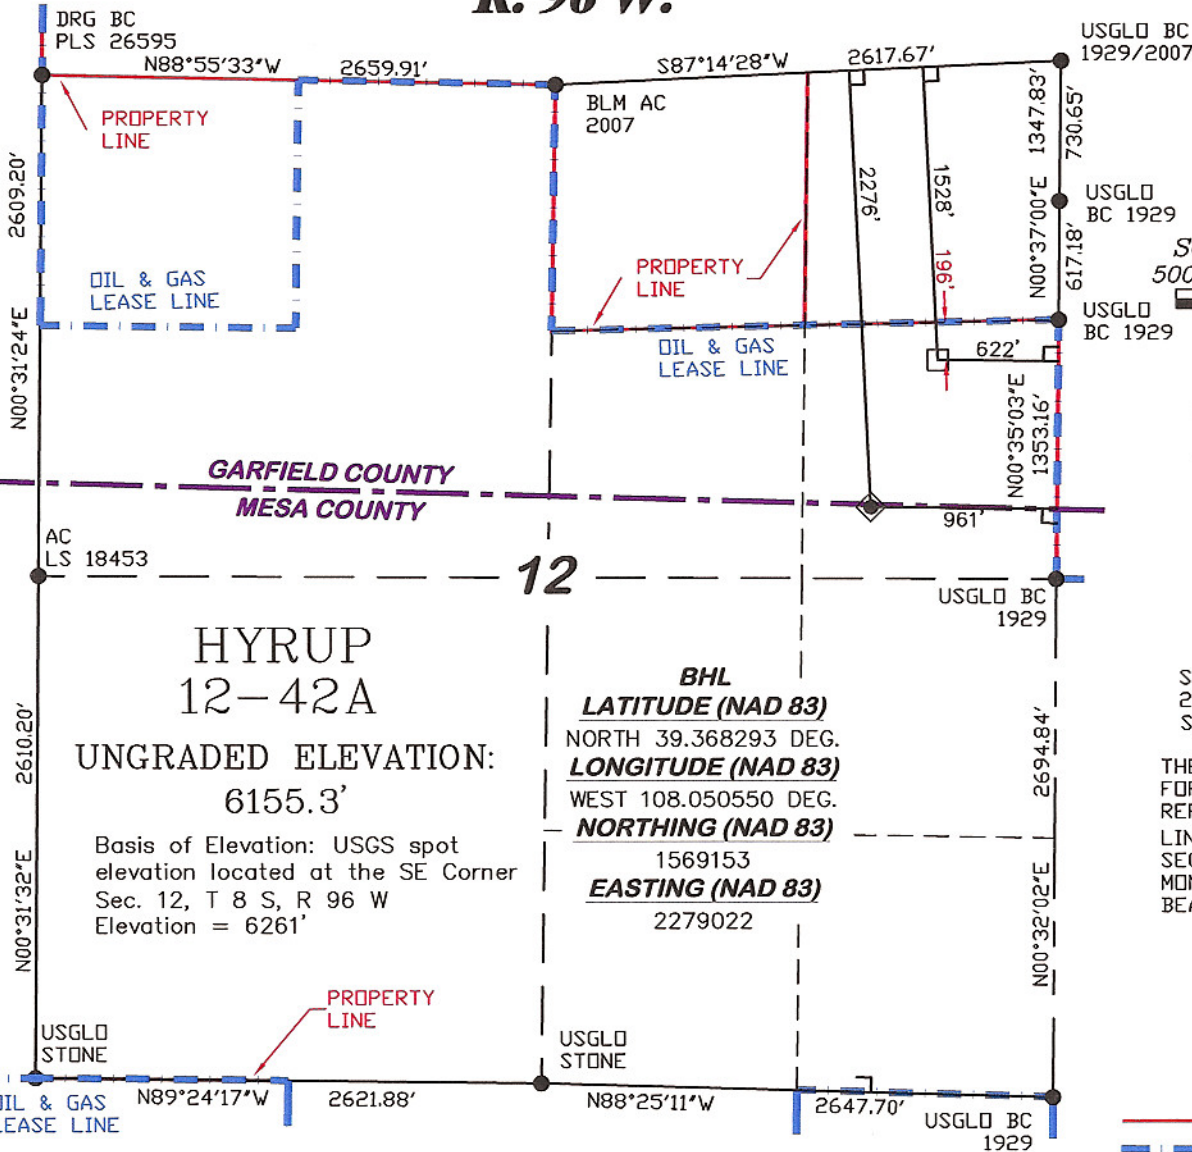 R. 96 W.
DRG BC
PLS 26595
N88°55'33"W
2659.91'
S87°14'28"W
2617.67'
USGLO BC
1929/2007
BLM AC
2007
PROPERTY
LINE
2609.20'
N00°31'24"E
OIL & GAS
LEASE LINE
PROPERTY
LINE
OIL & GAS
LEASE LINE
2276'
1528'
196'
1347.83'
N00°37'00"E
730.65'
617.18'
USGLO
BC 1929
500
USGLO
BC 1929
622'
N00°35'03"E
1353.16'
GARFIELD COUNTY
MESA COUNTY
961'
AC
LS 18453
12
USGLO BC
1929
HYRUP
12-42A
UNGRADED ELEVATION:
6155.3'
Basis of Elevation: USGS spot
elevation located at the SE Corner
Sec. 12, T 8 S, R 96 W
Elevation = 6261'
2610.20'
N00°31'32"E
BHL
LATITUDE (NAD 83)
NORTH 39.368293 DEG.
LONGITUDE (NAD 83)
WEST 108.050550 DEG.
NORTHING (NAD 83)
1569153
EASTING (NAD 83)
2279022
2694.84'
N00°32'02"E
S
2
S
THE
LIN
PROPERTY
LINE
USGLO
STONE
USGLO
STONE
OIL & GAS
LEASE LINE
N89°24'17"W
2621.88'
N88°25'11"W
2647.70'
USGLO BC
1929